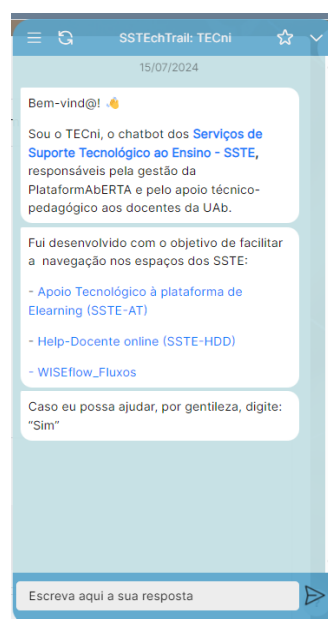 SSTEchTrail: TECni
15/07/2024
Bem-vind@! 👋
Sou o TECni, o chatbot dos Serviços de
Suporte Tecnológico ao Ensino - SSTE,
responsáveis pela gestão da
PlataformAbERTA e pelo apoio técnico-
pedagógico aos docentes da UAb.
Fui desenvolvido com o objetivo de facilitar
a navegação nos espaços dos SSTE:
- Apoio Tecnológico à plataforma de
Elearning (SSTE-AT)
- Help-Docente online (SSTE-HDD)
- WISEflow_Fluxos
Caso eu possa ajudar, por gentileza, digite:
“Sim”
Escreva aqui a sua resposta